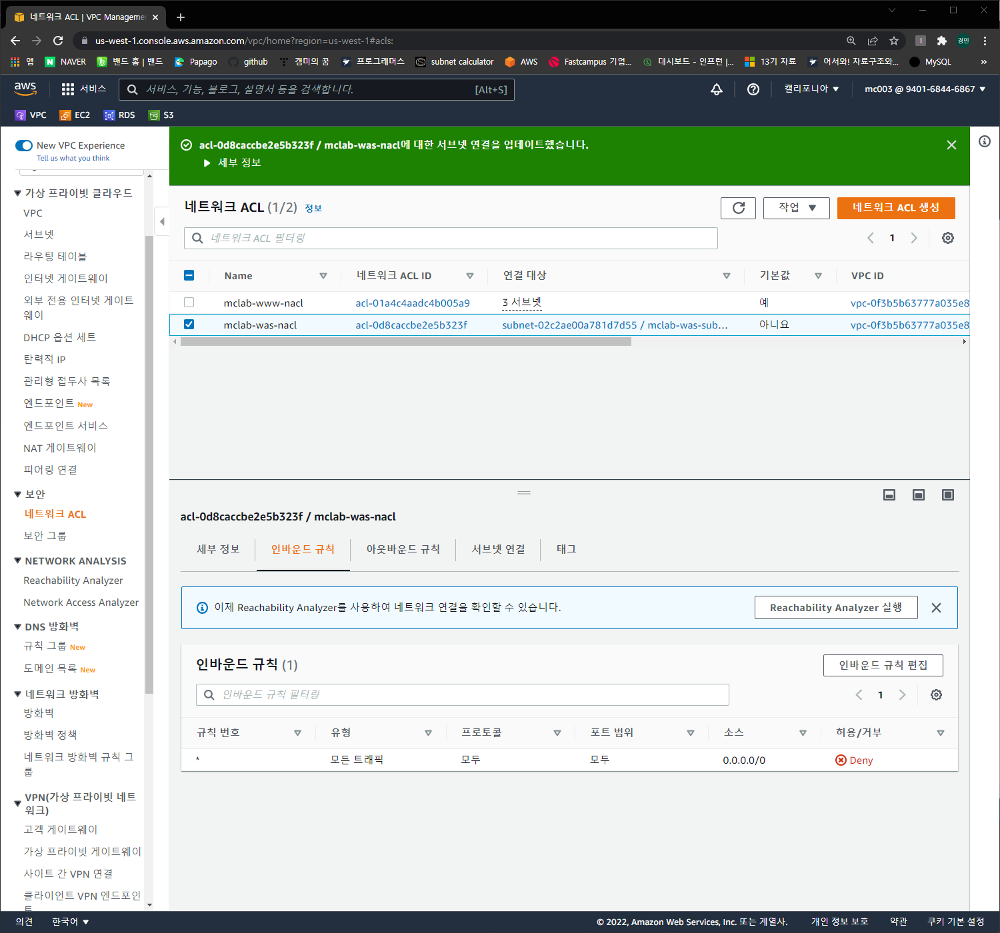 네트워크 ACL | VPC Manageme
us-west-1.console.aws.amazon.com/vpc/home?region=us-west-1#acls:
경민
앱 NAVER 밴드 홈 | 밴드 Papago github 캠미의 꿈 프로그래머스 subnet calculator AWS Fastcampus 기업... 대시보드 - 인프런 |... 13기 자료 어서와! 자료구조와... MySQL »
aws 서비스 서비스, 기능, 블로그, 설명서 등을 검색합니다. [Alt+S] 캘리포니아 ▼ mc003 @ 9401-6844-6867 ▼
VPC EC2 RDS S3
New VPC Experience
Tell us what you think
가상 프라이빗 클라우드
VPC
서브넷
라우팅 테이블
인터넷 게이트웨이
외부 전용 인터넷 게이트
웨이
DHCP 옵션 세트
탄력적 IP
관리형 접두사 목록
엔드포인트 New
엔드포인트 서비스
NAT 게이트웨이
피어링 연결
보안
네트워크 ACL
보안 그룹
NETWORK ANALYSIS
Reachability Analyzer
Network Access Analyzer
DNS 방화벽
규칙 그룹 New
도메인 목록 New
네트워크 방화벽
방화벽
방화벽 정책
네트워크 방화벽 규칙 그
룹
VPN(가상 프라이빗 네트
워크)
고객 게이트웨이
가상 프라이빗 게이트웨이
사이트 간 VPN 연결
클라이언트 VPN 엔드포인
트
acl-0d8caccbe2e5b323f / mclab-was-nacl에 대한 서브넷 연결을 업데이트했습니다.
세부 정보
네트워크 ACL (1/2) 정보 작업 ▼ 네트워크 ACL 생성
네트워크 ACL 필터링 1
Name 네트워크 ACL ID 연결 대상 기본값 VPC ID
mclab-www-nacl acl-01a4c4aadc4b005a9 3 서브넷 예 vpc-0f3b5b63777a035e8
mclab-was-nacl acl-0d8caccbe2e5b323f subnet-02c2ae00a781d7d55 / mclab-was-sub... 아니요 vpc-0f3b5b63777a035e8
acl-0d8caccbe2e5b323f / mclab-was-nacl
세부 정보 인바운드 규칙 아웃바운드 규칙 서브넷 연결 태그
이제 Reachability Analyzer를 사용하여 네트워크 연결을 확인할 수 있습니다. Reachability Analyzer 실행
인바운드 규칙 (1) 인바운드 규칙 편집
인바운드 규칙 필터링 1
규칙 번호 유형 프로토콜 포트 범위 소스 허용/거부
* 모든 트래픽 모두 모두 0.0.0.0/0 Deny
의견 한국어 ▼ © 2022, Amazon Web Services, Inc. 또는 계열사. 개인 정보 보호 약관 쿠키 기본 설정